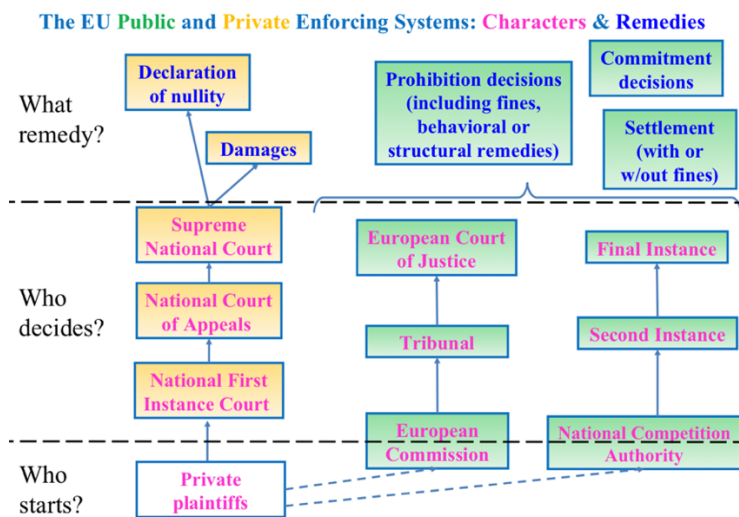 The EU Public and Private Enforcing Systems: Characters & Remedies
What
remedy?
Declaration
of nullity
Damages
Prohibition decisions
(including fines,
behavioral or
structural remedies)
Commitment
decisions
Settlement
(with or
w/out fines)
Who
decides?
Supreme
National Court
National Court
of Appeals
National First
Instance Court
European Court
of Justice
Tribunal
European
Commission
Final Instance
Second Instance
National Competition
Authority
Who
starts?
Private
plaintiffs